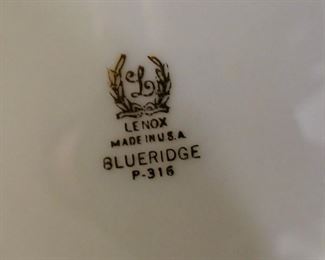 L
LENOX
MADE IN U.S.A.
BLUERIDGE
P-316